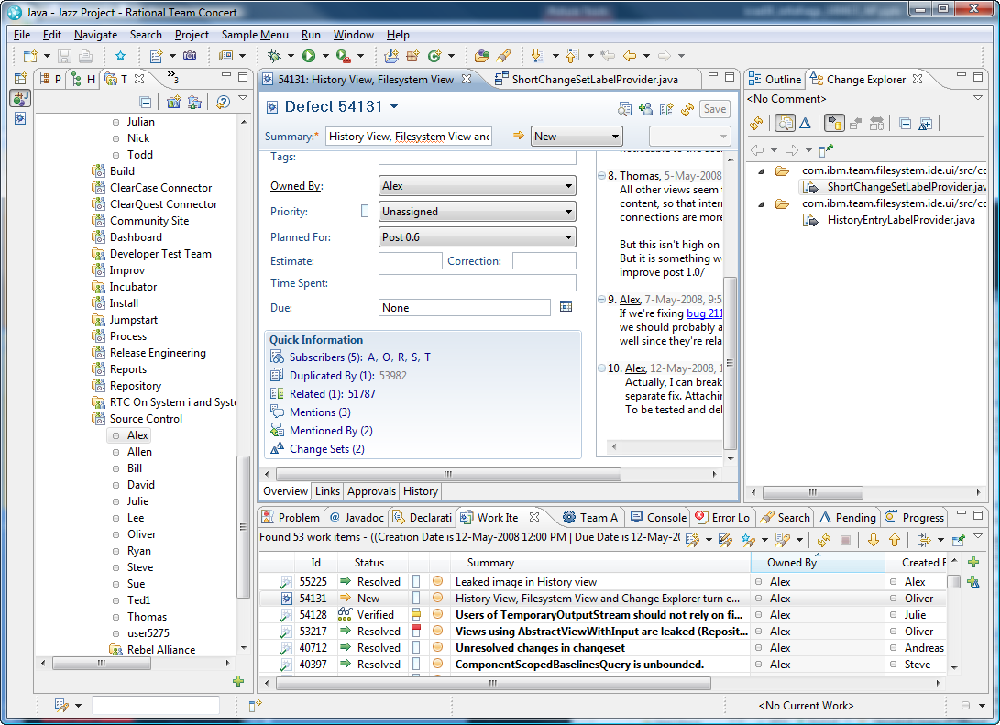 Java - Jazz Project - Rational Team Concert
File Edit Navigate Search Project Sample Menu Run Window Help
P H T »3
Julian
Nick
Todd
Build
ClearCase Connector
ClearQuest Connector
Community Site
Dashboard
Developer Test Team
Improv
Incubator
Install
Jumpstart
Process
Release Engineering
Reports
Repository
RTC On System i and Syste
Source Control
Alex
Allen
Bill
David
Julie
Lee
Oliver
Ryan
Steve
Sue
Ted1
Thomas
user5275
Rebel Alliance
54131: History View, Filesystem View ShortChangeSetLabelProvider.java
Defect 54131
Save
Summary:* History View, Filesystem View and New
Tags:
Owned By: Alex
Priority: Unassigned
Planned For: Post 0.6
Estimate: Correction:
Time Spent:
Due: None
Quick Information
Subscribers (5): A, O, R, S, T
Duplicated By (1): 53982
Related (1): 51787
Mentions (3)
Mentioned By (2)
Change Sets (2)
8. Thomas, 5-May-2008
All other views seem
content, so that inter
connections are more
But this isn't high on
But it is something w
improve post 1.0/
9. Alex, 7-May-2008, 9:5
If we're fixing bug 211
we should probably a
well since they're rela
10. Alex, 12-May-2008, 1
Actually, I can break
separate fix. Attachin
To be tested and del
Overview Links Approvals History
Outline Change Explorer
<No Comment>
com.ibm.team.filesystem.ide.ui/src/cc
ShortChangeSetLabelProvider.jav
com.ibm.team.filesystem.ide.ui/src/cc
HistoryEntryLabelProvider.java
Problem Javadoc Declarati Work Ite Team A Console Error Lo Search Pending Progress
Found 53 work items - ((Creation Date is 12-May-2008 12:00 PM | Due Date is 12-May-20
Id Status Summary Owned By Created B
55225 Resolved Leaked image in History view Alex Alex
54131 New History View, Filesystem View and Change Explorer turn e... Alex Oliver
54128 Verified Users of TemporaryOutputStream should not rely on fi... Alex Julie
53217 Resolved Views using AbstractViewWithInput are leaked (Reposit... Alex Oliver
40712 Resolved Unresolved changes in changeset Alex Andreas
40397 Resolved ComponentScopedBaselinesQuery is unbounded. Alex Steve
<No Current Work>